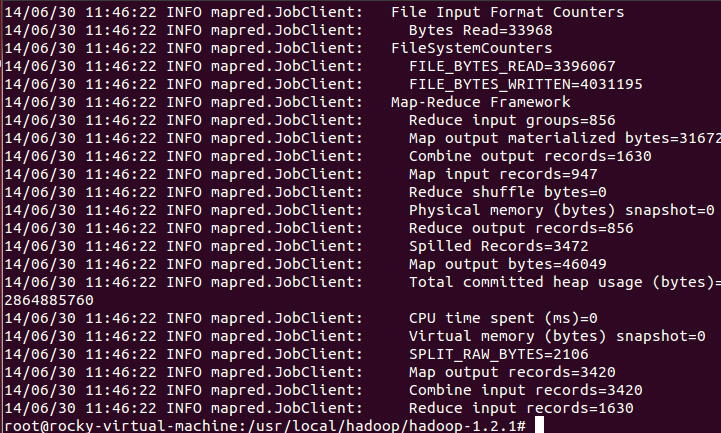 14/06/30 11:46:22 INFO mapred.JobClient:   File Input Format Counters
14/06/30 11:46:22 INFO mapred.JobClient:     Bytes Read=33968
14/06/30 11:46:22 INFO mapred.JobClient:   FileSystemCounters
14/06/30 11:46:22 INFO mapred.JobClient:     FILE_BYTES_READ=3396067
14/06/30 11:46:22 INFO mapred.JobClient:     FILE_BYTES_WRITTEN=4031195
14/06/30 11:46:22 INFO mapred.JobClient:   Map-Reduce Framework
14/06/30 11:46:22 INFO mapred.JobClient:     Reduce input groups=856
14/06/30 11:46:22 INFO mapred.JobClient:     Map output materialized bytes=31672
14/06/30 11:46:22 INFO mapred.JobClient:     Combine output records=1630
14/06/30 11:46:22 INFO mapred.JobClient:     Map input records=947
14/06/30 11:46:22 INFO mapred.JobClient:     Reduce shuffle bytes=0
14/06/30 11:46:22 INFO mapred.JobClient:     Physical memory (bytes) snapshot=0
14/06/30 11:46:22 INFO mapred.JobClient:     Reduce output records=856
14/06/30 11:46:22 INFO mapred.JobClient:     Spilled Records=3472
14/06/30 11:46:22 INFO mapred.JobClient:     Map output bytes=46049
14/06/30 11:46:22 INFO mapred.JobClient:     Total committed heap usage (bytes)=
2864885760
14/06/30 11:46:22 INFO mapred.JobClient:     CPU time spent (ms)=0
14/06/30 11:46:22 INFO mapred.JobClient:     Virtual memory (bytes) snapshot=0
14/06/30 11:46:22 INFO mapred.JobClient:     SPLIT_RAW_BYTES=2106
14/06/30 11:46:22 INFO mapred.JobClient:     Map output records=3420
14/06/30 11:46:22 INFO mapred.JobClient:     Combine input records=3420
14/06/30 11:46:22 INFO mapred.JobClient:     Reduce input records=1630
root@rocky-virtual-machine:/usr/local/hadoop/hadoop-1.2.1#